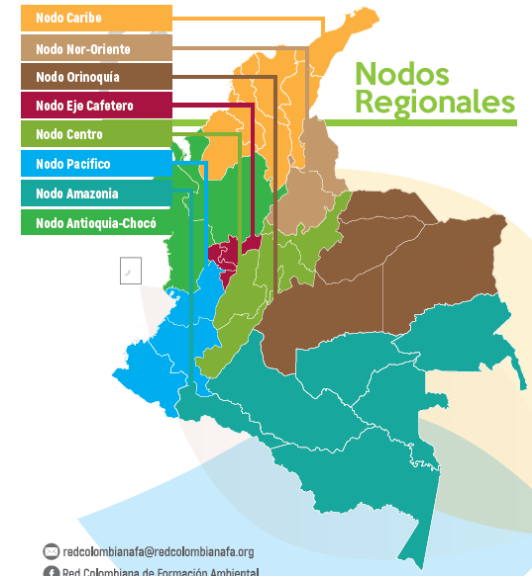 Nodo Caribe
Nodo Nor-Oriente
Nodo Orinoquía
Nodo Eje Cafetero
Nodo Centro
Nodo Pacífico
Nodo Amazonia
Nodo Antioquia-Chocó
Nodos
Regionales
redcolombianafa@redcolombianafa.org
Red Colombiana de Formación Ambiental